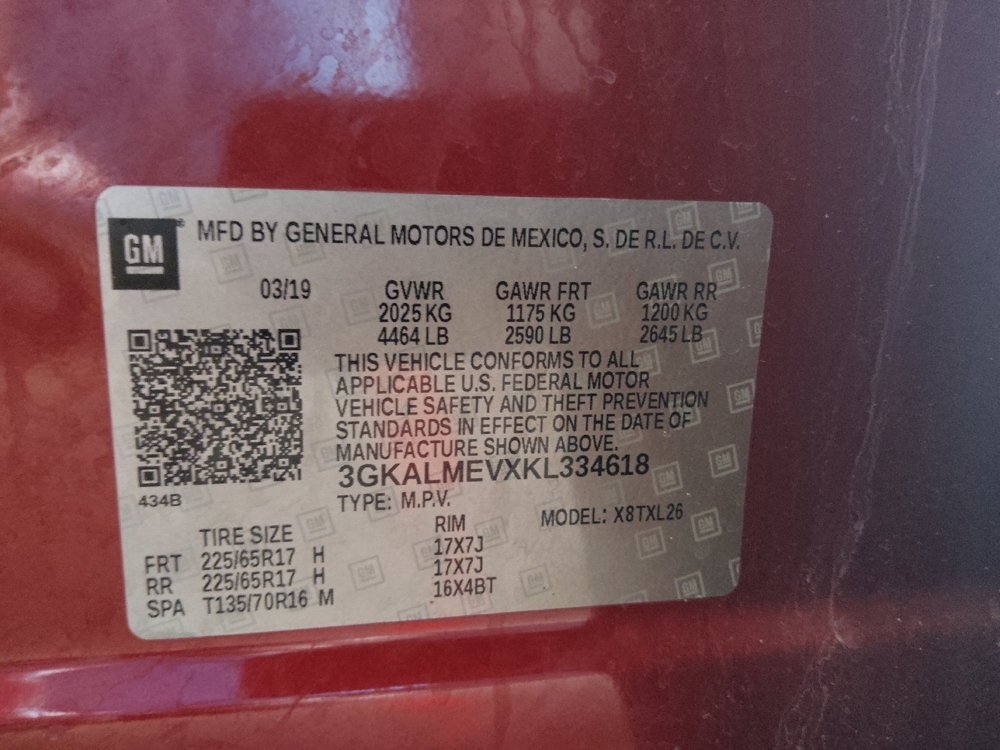 GM MFD BY GENERAL MOTORS DE MEXICO, S. DE R.L. DE C.V.
03/19 GVWR GAWR FRT GAWR RR
2025 KG 1175 KG 1200 KG
4464 LB 2590 LB 2645 LB
THIS VEHICLE CONFORMS TO ALL
APPLICABLE U.S. FEDERAL MOTOR
VEHICLE SAFETY AND THEFT PREVENTION
STANDARDS IN EFFECT ON THE DATE OF
MANUFACTURE SHOWN ABOVE.
3GKALMEVXKL334618
434B
TYPE: M.P.V. MODEL: X8TXL26
TIRE SIZE RIM
FRT 225/65R17 H 17X7J
RR 225/65R17 H 17X7J
SPA T135/70R16 M 16X4BT